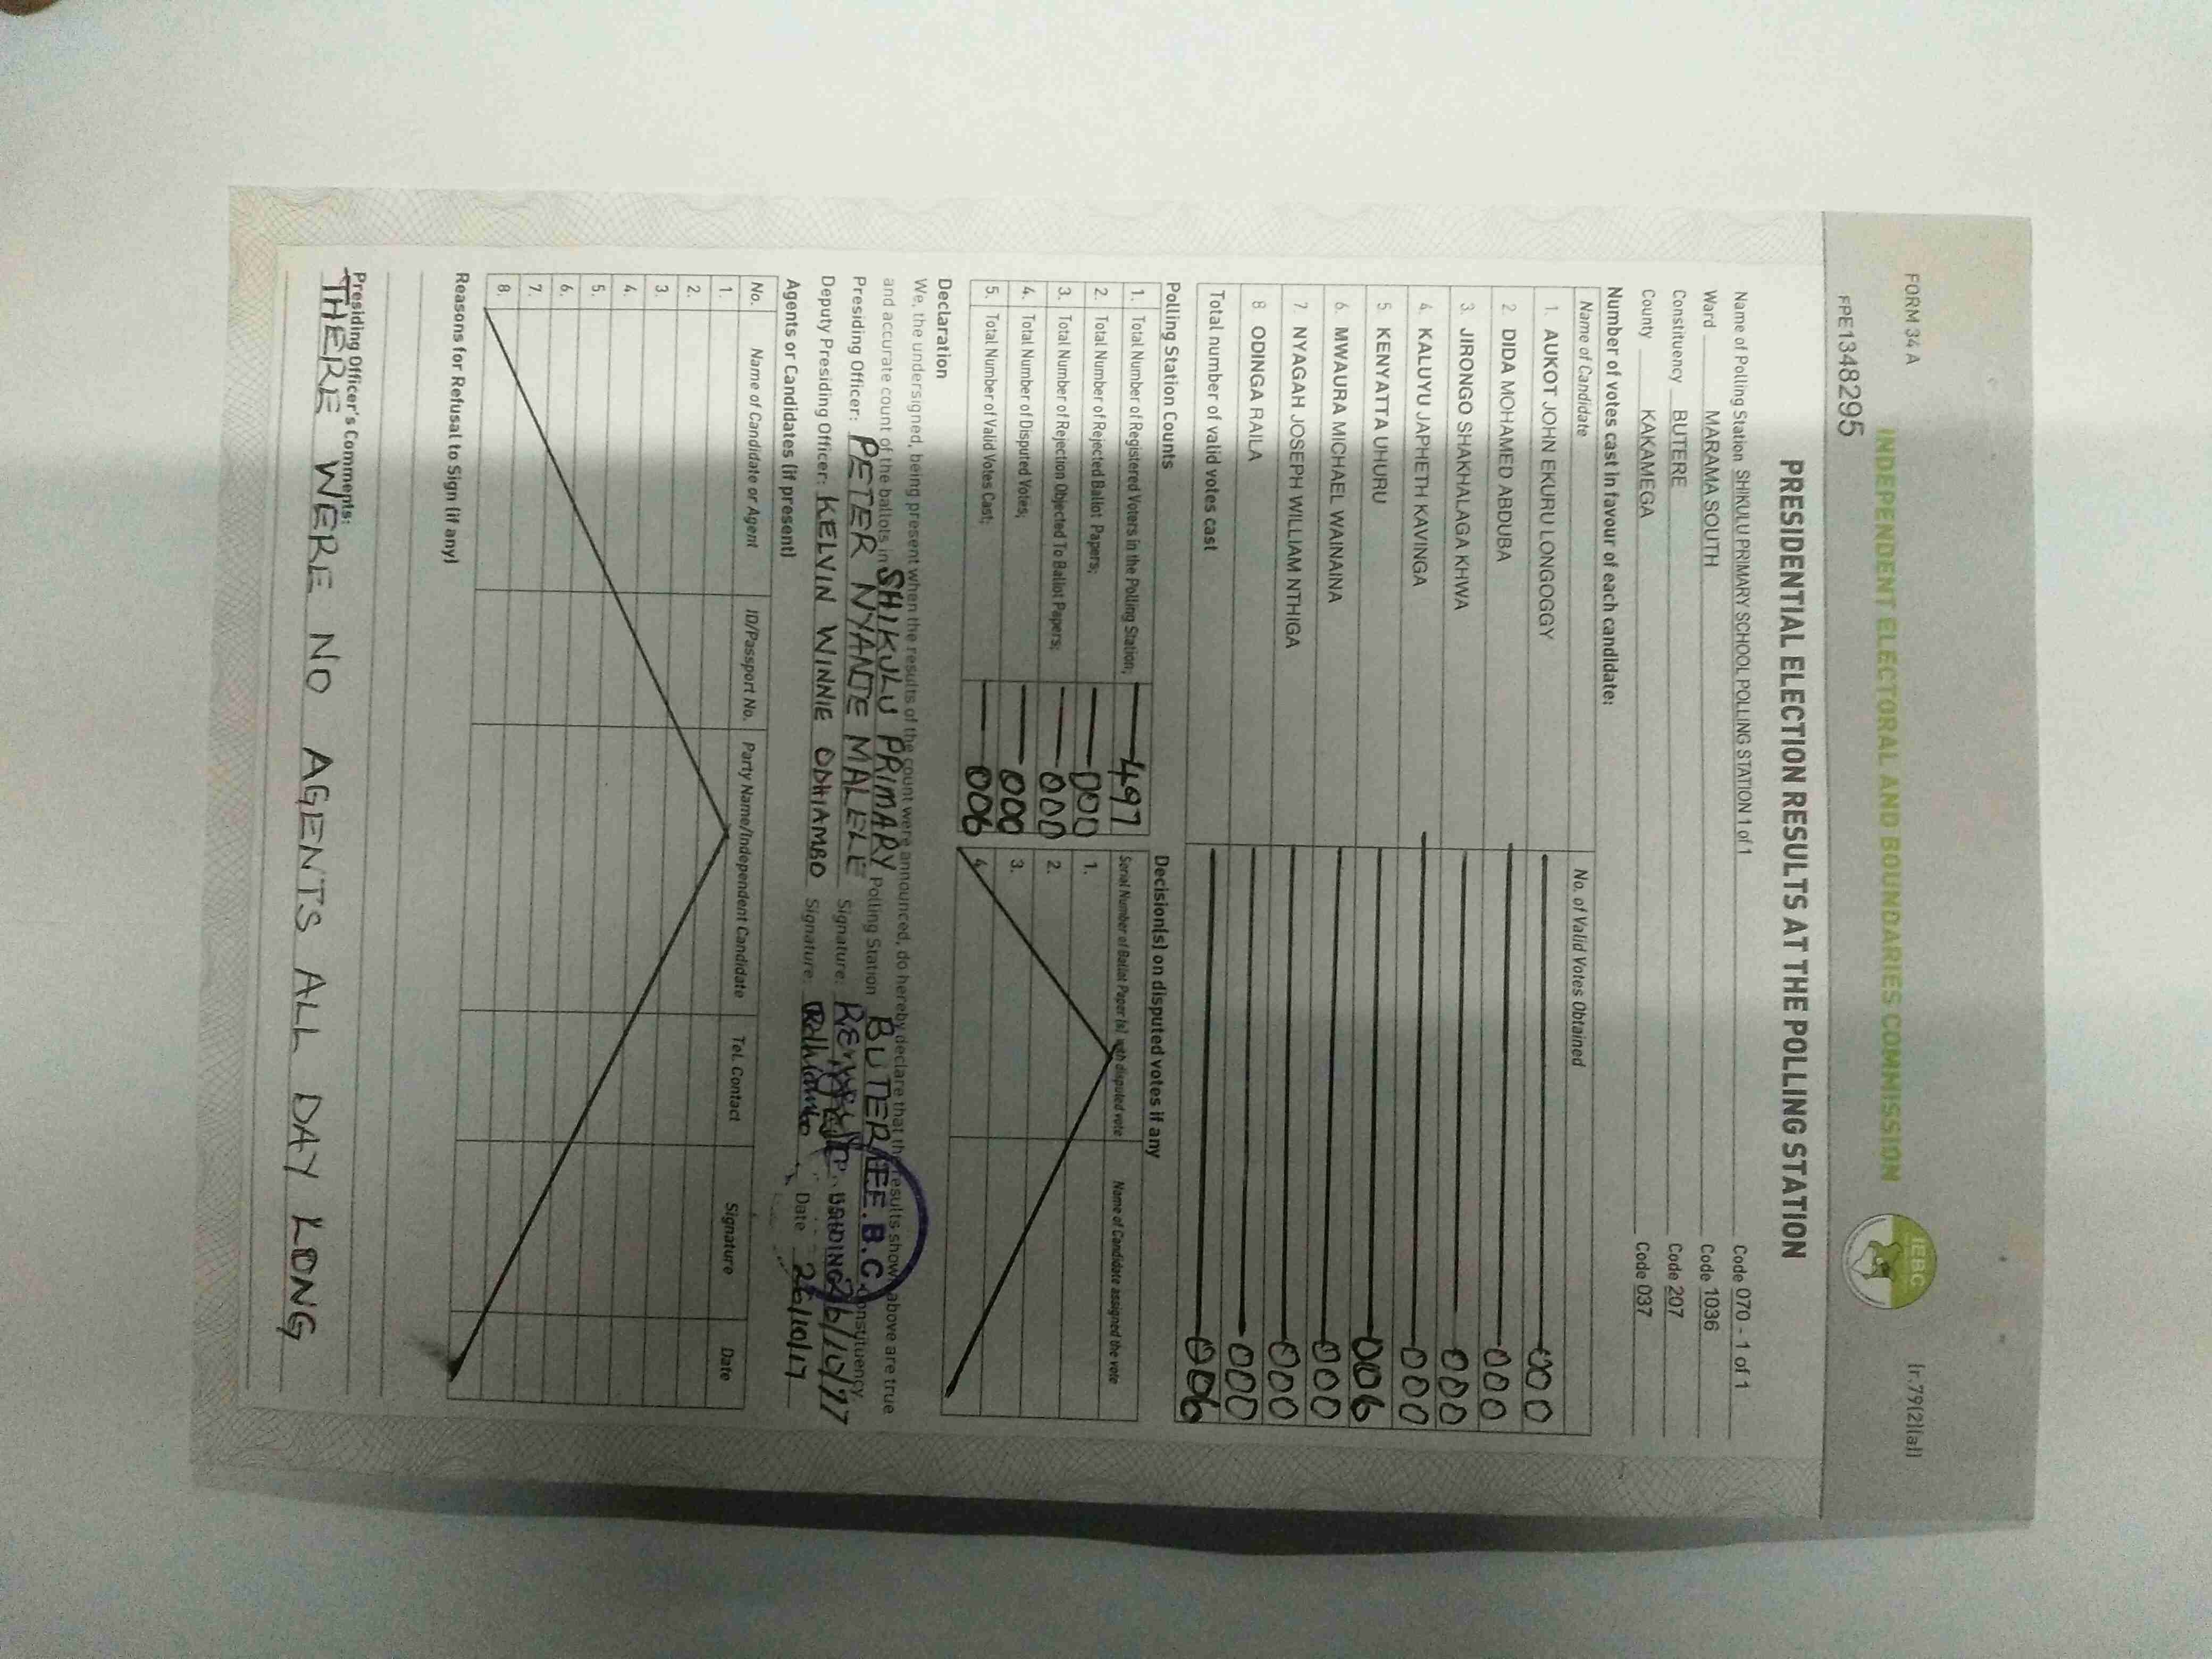 FORM 34 A
(r.79(2)(a))
INDEPENDENT ELECTORAL AND BOUNDARIES COMMISSION
IEBC
FPE1348295
PRESIDENTIAL ELECTION RESULTS AT THE POLLING STATION
Name of Polling Station SHIKULU PRIMARY SCHOOL POLLING STATION 1 of 1 Code 070 - 1 of 1
Ward MARAMA SOUTH Code 1036
Constituency BUTERE Code 207
County KAKAMEGA Code 037
Number of votes cast in favour of each candidate:
Name of Candidate No. of Valid Votes Obtained
1. AUKOT JOHN EKURU LONGOGGY 000
2 DIDA MOHAMED ABDUBA 000
3. JIRONGO SHAKHALAGA KHWA 000
4. KALUYU JAPHETH KAVINGA 000
5 KENYATTA UHURU 006
6. MWAURA MICHAEL WAINAINA 000
7 NYAGAH JOSEPH WILLIAM NTHIGA 000
8 ODINGA RAILA 000
Total number of valid votes cast 006
Polling Station Counts
1. Total Number of Registered Voters in the Polling Station; 497
2. Total Number of Rejected Ballot Papers; 000
3. Total Number of Rejection Objected To Ballot Papers; 000
4. Total Number of Disputed Votes; 000
5. Total Number of Valid Votes Cast; 006
Decision(s) on disputed votes if any
Serial Number of Ballot Paper (s) with disputed vote Name of Candidate assigned the vote
1.
2.
3.
4.
Declaration
We, the undersigned, being present when the results of the count were announced, do hereby declare that the results shown above are true
and accurate count of the ballots in SHIKULU PRIMARY Polling Station BUTERE Constituency
I.E.B.C.
Presiding Officer: PETER NYANJE MALELE Signature: 26/10/17
Deputy Presiding Officer: KELVIN WINNIE ODHIAMBO Signature: Odhiambo Date 26/10/17
Agents or Candidates (if present)
No. Name of Candidate or Agent ID/Passport No. Party Name/Independent Candidate Tel. Contact Signature Date
1.
2.
3.
4.
5.
6.
7.
8.
Reasons for Refusal to Sign (if any)
Presiding Officer's Comments:
THERE WERE NO AGENTS ALL DAY LONG